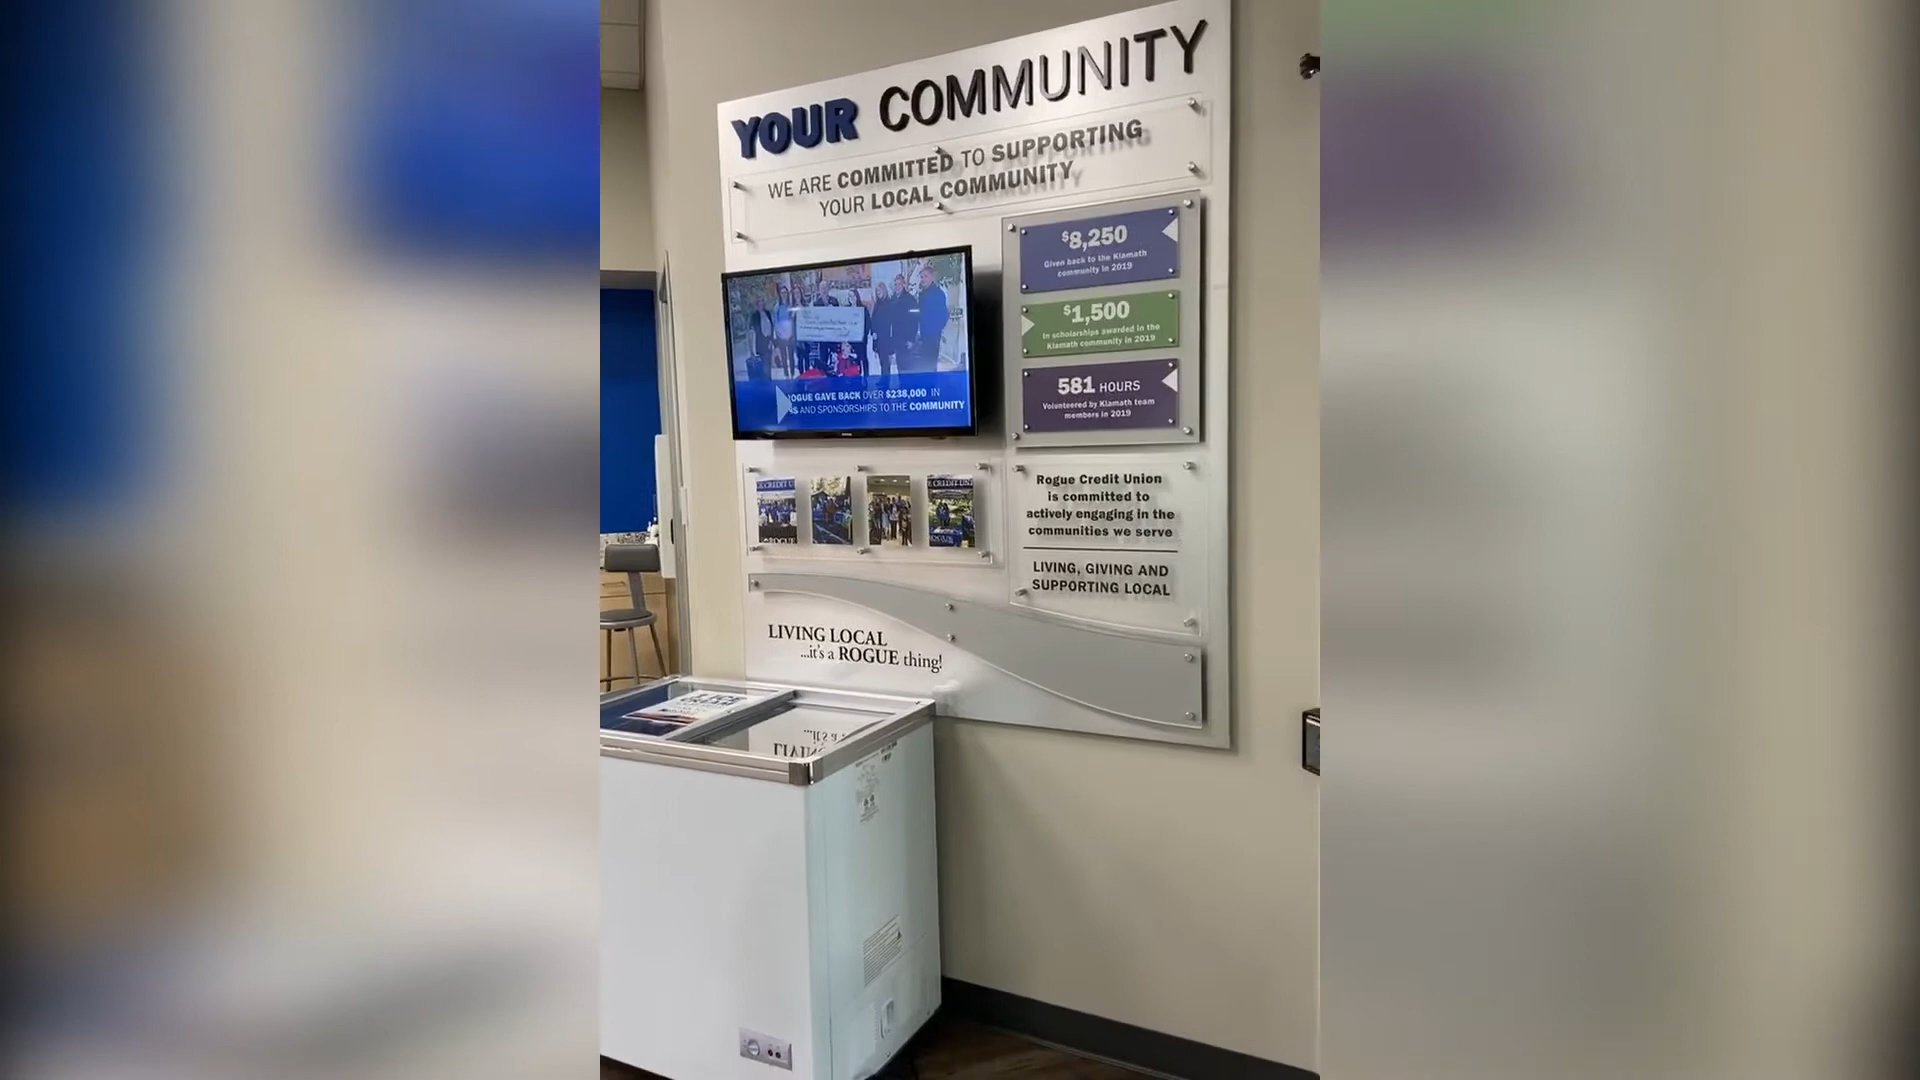 YOUR COMMUNITY
WE ARE COMMITTED TO SUPPORTING
YOUR LOCAL COMMUNITY
$8,250
Given back to the Klamath
community in 2019
$1,500
In scholarships awarded in the
Klamath community in 2019
581 HOURS
Volunteered by Klamath team
members in 2019
ROGUE GAVE BACK OVER $238,000 IN
AND SPONSORSHIPS TO THE COMMUNITY
Rogue Credit Union
is committed to
actively engaging in the
communities we serve
LIVING, GIVING AND
SUPPORTING LOCAL
LIVING LOCAL
...it's a ROGUE thing!
ICE
CREAM